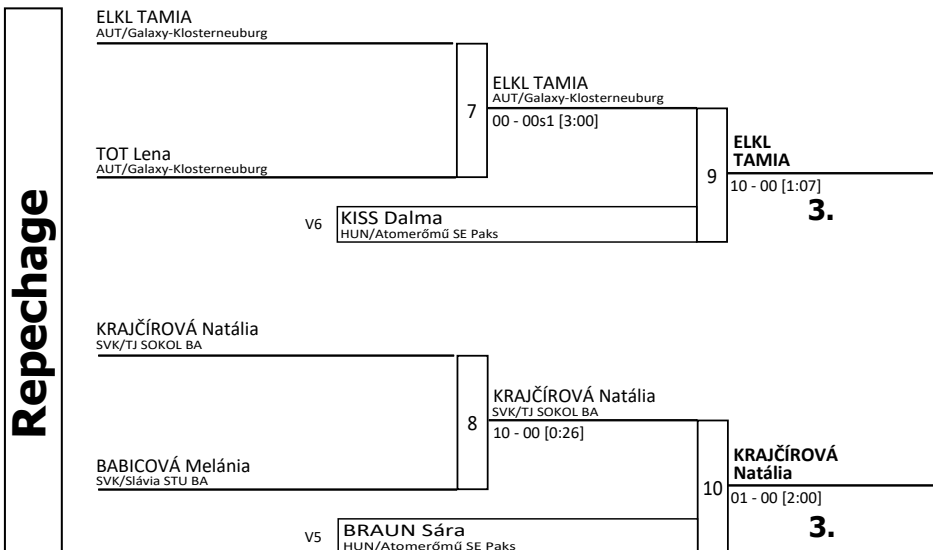 Repechage
ELKL TAMIA
AUT/Galaxy-Klosterneuburg
7
ELKL TAMIA
AUT/Galaxy-Klosterneuburg
00 - 00s1 [3:00]
TOT Lena
AUT/Galaxy-Klosterneuburg
9
ELKL
TAMIA
10 - 00 [1:07]
3.
V6
KISS Dalma
HUN/Atomerőmű SE Paks
KRAJČÍROVÁ Natália
SVK/TJ SOKOL BA
8
KRAJČÍROVÁ Natália
SVK/TJ SOKOL BA
10 - 00 [0:26]
BABICOVÁ Melánia
SVK/Slávia STU BA
10
KRAJČÍROVÁ
Natália
01 - 00 [2:00]
3.
V5
BRAUN Sára
HUN/Atomerőmű SE Paks